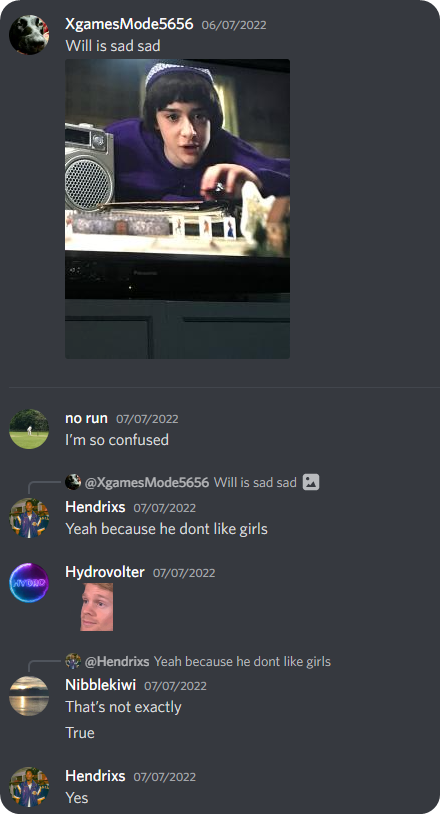 XgamesMode5656 06/07/2022
Will is sad sad
Panasonic
no run 07/07/2022
I'm so confused
@XgamesMode5656 Will is sad sad
Hendrixs 07/07/2022
Yeah because he dont like girls
HYDRO
Hydrovolter 07/07/2022
@Hendrixs Yeah because he dont like girls
Nibblekiwi 07/07/2022
That's not exactly
True
Hendrixs 07/07/2022
Yes